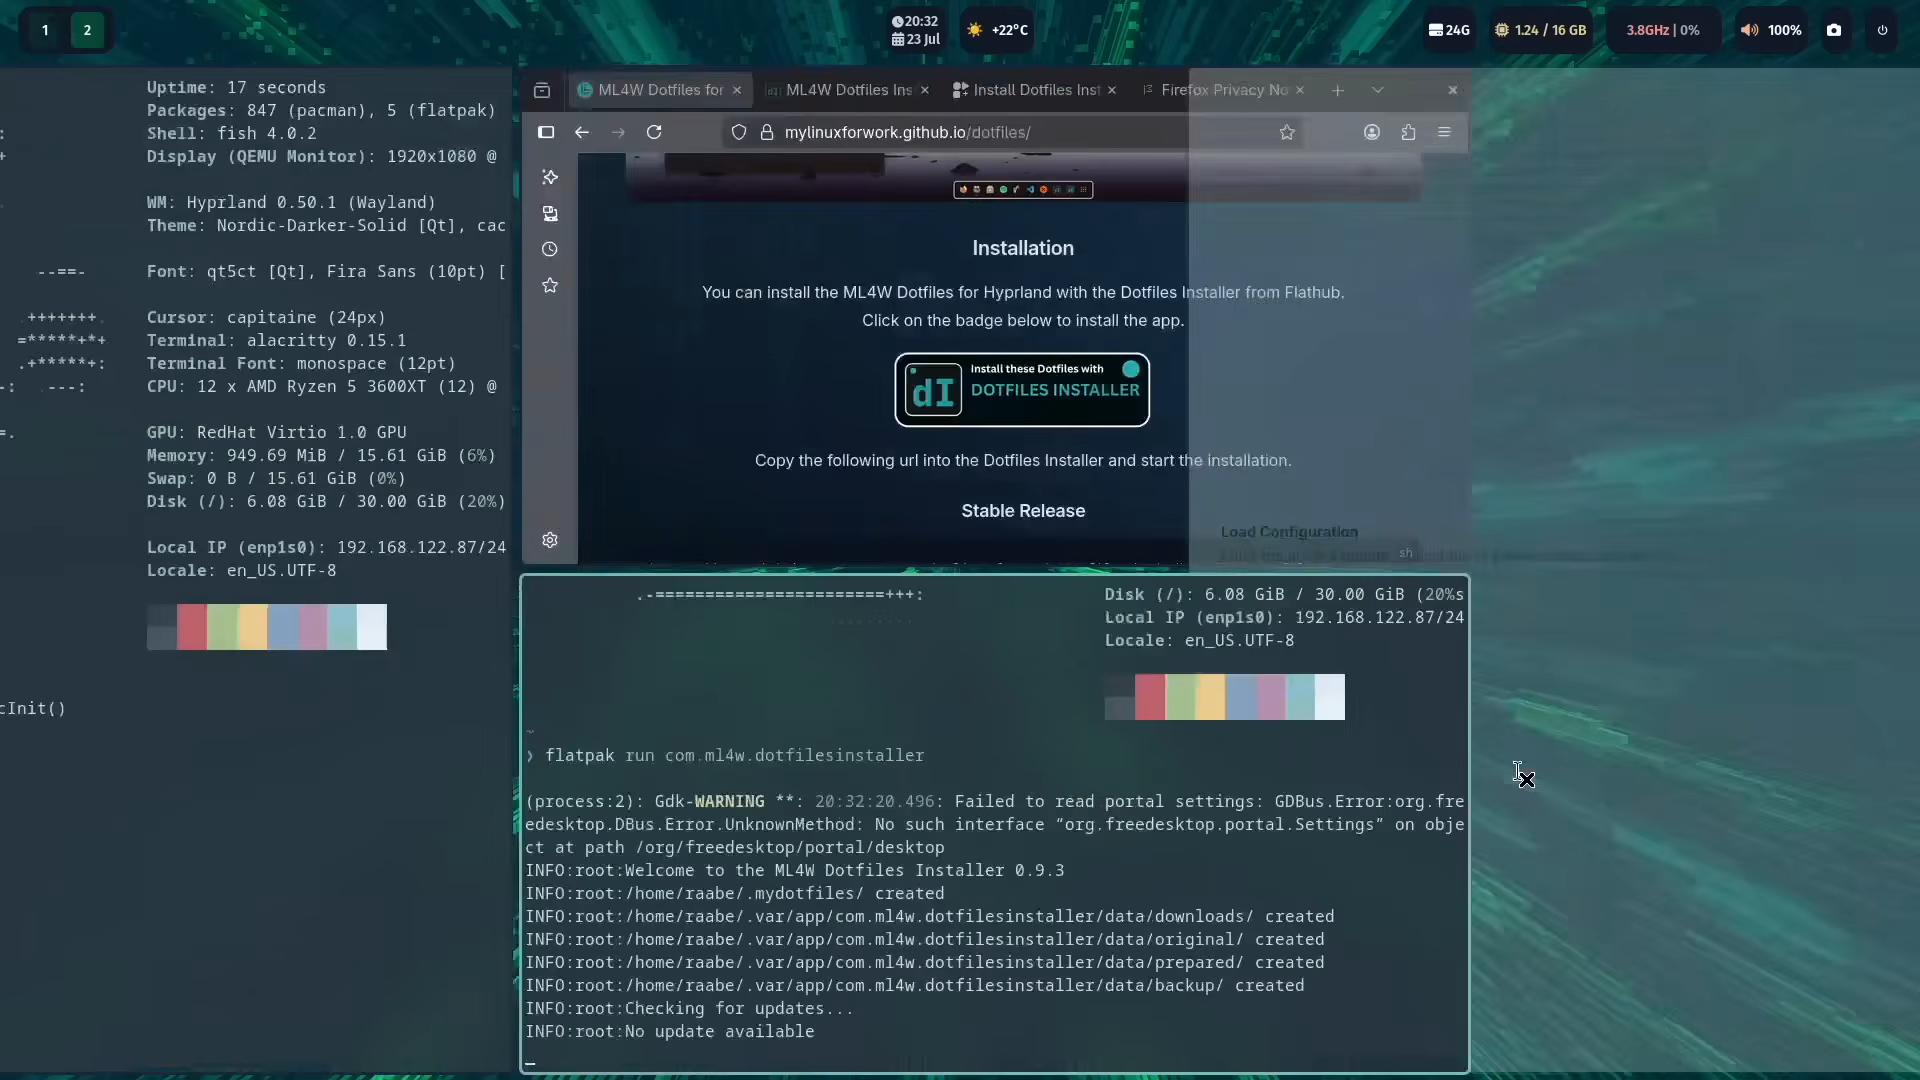 1
2
20:32
23 Jul
+22°C
24G
1.24 / 16 GB
3.8GHz | 0%
100%
Uptime: 17 seconds
Packages: 847 (pacman), 5 (flatpak)
Shell: fish 4.0.2
Display (QEMU Monitor): 1920x1080 @
WM: Hyprland 0.50.1 (Wayland)
Theme: Nordic-Darker-Solid [Qt], cac
--==-
Font: qt5ct [Qt], Fira Sans (10pt) [
+++++++.
Cursor: capitaine (24px)
=*****+*+
Terminal: alacritty 0.15.1
.+*****+:
Terminal Font: monospace (12pt)
-: ---:
CPU: 12 x AMD Ryzen 5 3600XT (12) @
=.
GPU: RedHat Virtio 1.0 GPU
Memory: 949.69 MiB / 15.61 GiB (6%)
Swap: 0 B / 15.61 GiB (0%)
Disk (/): 6.08 GiB / 30.00 GiB (20%)
Local IP (enp1s0): 192.168.122.87/24
Locale: en_US.UTF-8
cInit()
ML4W Dotfiles for
ML4W Dotfiles Ins
Install Dotfiles Inst
Firefox Privacy No
mylinuxforwork.github.io/dotfiles/
Installation
You can install the ML4W Dotfiles for Hyprland with the Dotfiles Installer from Flathub.
Click on the badge below to install the app.
dI
Install these Dotfiles with
DOTFILES INSTALLER
Copy the following url into the Dotfiles Installer and start the installation.
Stable Release
Load Configuration
sh
.-=======================+++:
Disk (/): 6.08 GiB / 30.00 GiB (20%s
Local IP (enp1s0): 192.168.122.87/24
Locale: en_US.UTF-8
~
❯ flatpak run com.ml4w.dotfilesinstaller
(process:2): Gdk-WARNING **: 20:32:20.496: Failed to read portal settings: GDBus.Error:org.fre
edesktop.DBus.Error.UnknownMethod: No such interface “org.freedesktop.portal.Settings” on obje
ct at path /org/freedesktop/portal/desktop
INFO:root:Welcome to the ML4W Dotfiles Installer 0.9.3
INFO:root:/home/raabe/.mydotfiles/ created
INFO:root:/home/raabe/.var/app/com.ml4w.dotfilesinstaller/data/downloads/ created
INFO:root:/home/raabe/.var/app/com.ml4w.dotfilesinstaller/data/original/ created
INFO:root:/home/raabe/.var/app/com.ml4w.dotfilesinstaller/data/prepared/ created
INFO:root:/home/raabe/.var/app/com.ml4w.dotfilesinstaller/data/backup/ created
INFO:root:Checking for updates...
INFO:root:No update available